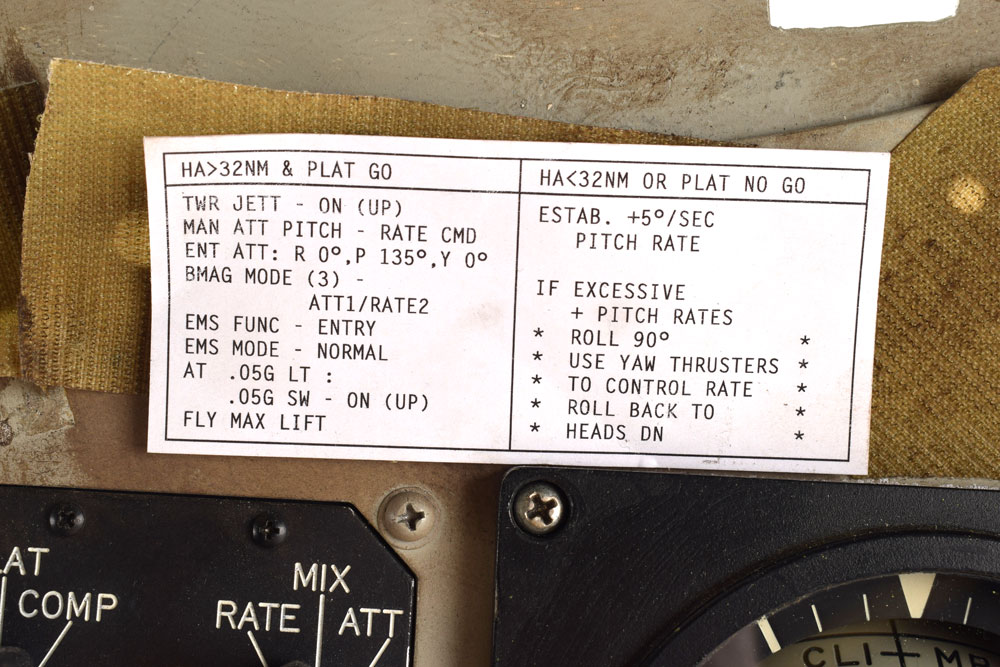 HA>32NM & PLAT GO
TWR JETT - ON (UP)
MAN ATT PITCH - RATE CMD
ENT ATT: R 0°,P 135°,Y 0°
BMAG MODE (3) -
ATT1/RATE2
EMS FUNC - ENTRY
EMS MODE - NORMAL
AT .05G LT :
.05G SW - ON (UP)
FLY MAX LIFT
HA<32NM OR PLAT NO GO
ESTAB. +5°/SEC
PITCH RATE
IF EXCESSIVE
+ PITCH RATES
* ROLL 90° *
* USE YAW THRUSTERS *
* TO CONTROL RATE *
* ROLL BACK TO *
* HEADS DN *
COMP
MIX
RATE
ATT